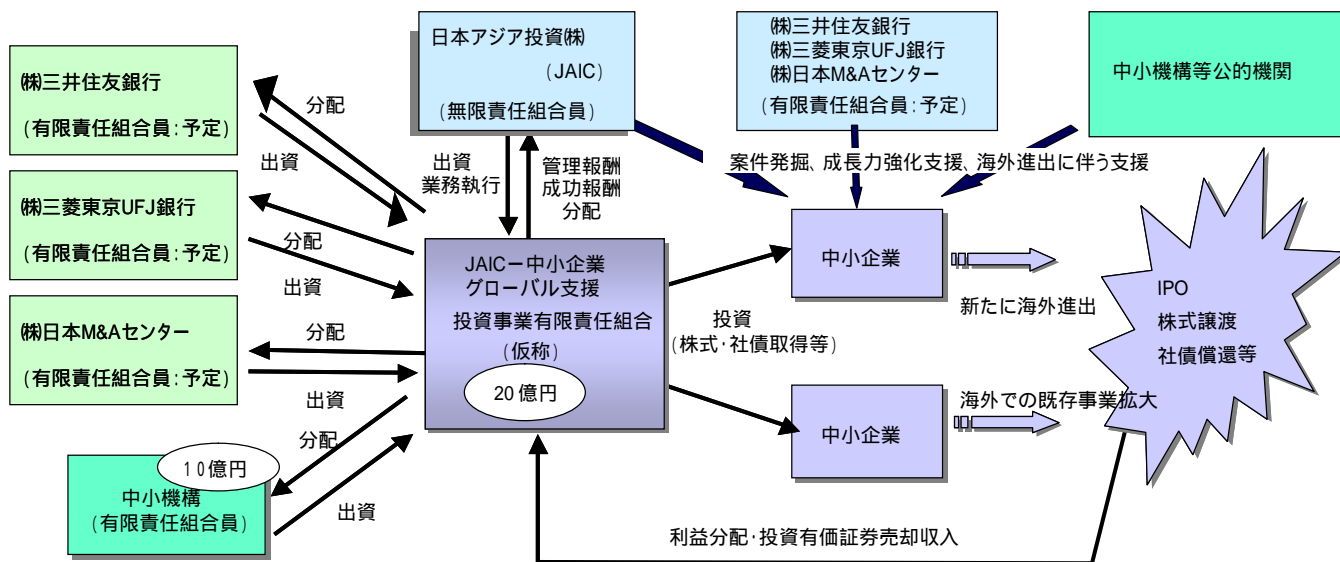 ㈱三井住友銀行
(有限責任組合員:予定)
㈱三菱東京UFJ銀行
(有限責任組合員:予定)
㈱日本M&Aセンター
(有限責任組合員:予定)
10億円
中小機構
(有限責任組合員)
分配
出資
分配
出資
分配
出資
分配
出資
日本アジア投資㈱
(JAIC)
(無限責任組合員)
出資
業務執行
管理報酬
成功報酬
分配
JAICー中小企業
グローバル支援
投資事業有限責任組合
(仮称)
20億円
㈱三井住友銀行
㈱三菱東京UFJ銀行
㈱日本M&Aセンター
(有限責任組合員:予定)
中小機構等公的機関
案件発掘、成長力強化支援、海外進出に伴う支援
中小企業
新たに海外進出
投資
(株式・社債取得等)
中小企業
海外での既存事業拡大
IPO
株式譲渡
社債償還等
利益分配・投資有価証券売却収入